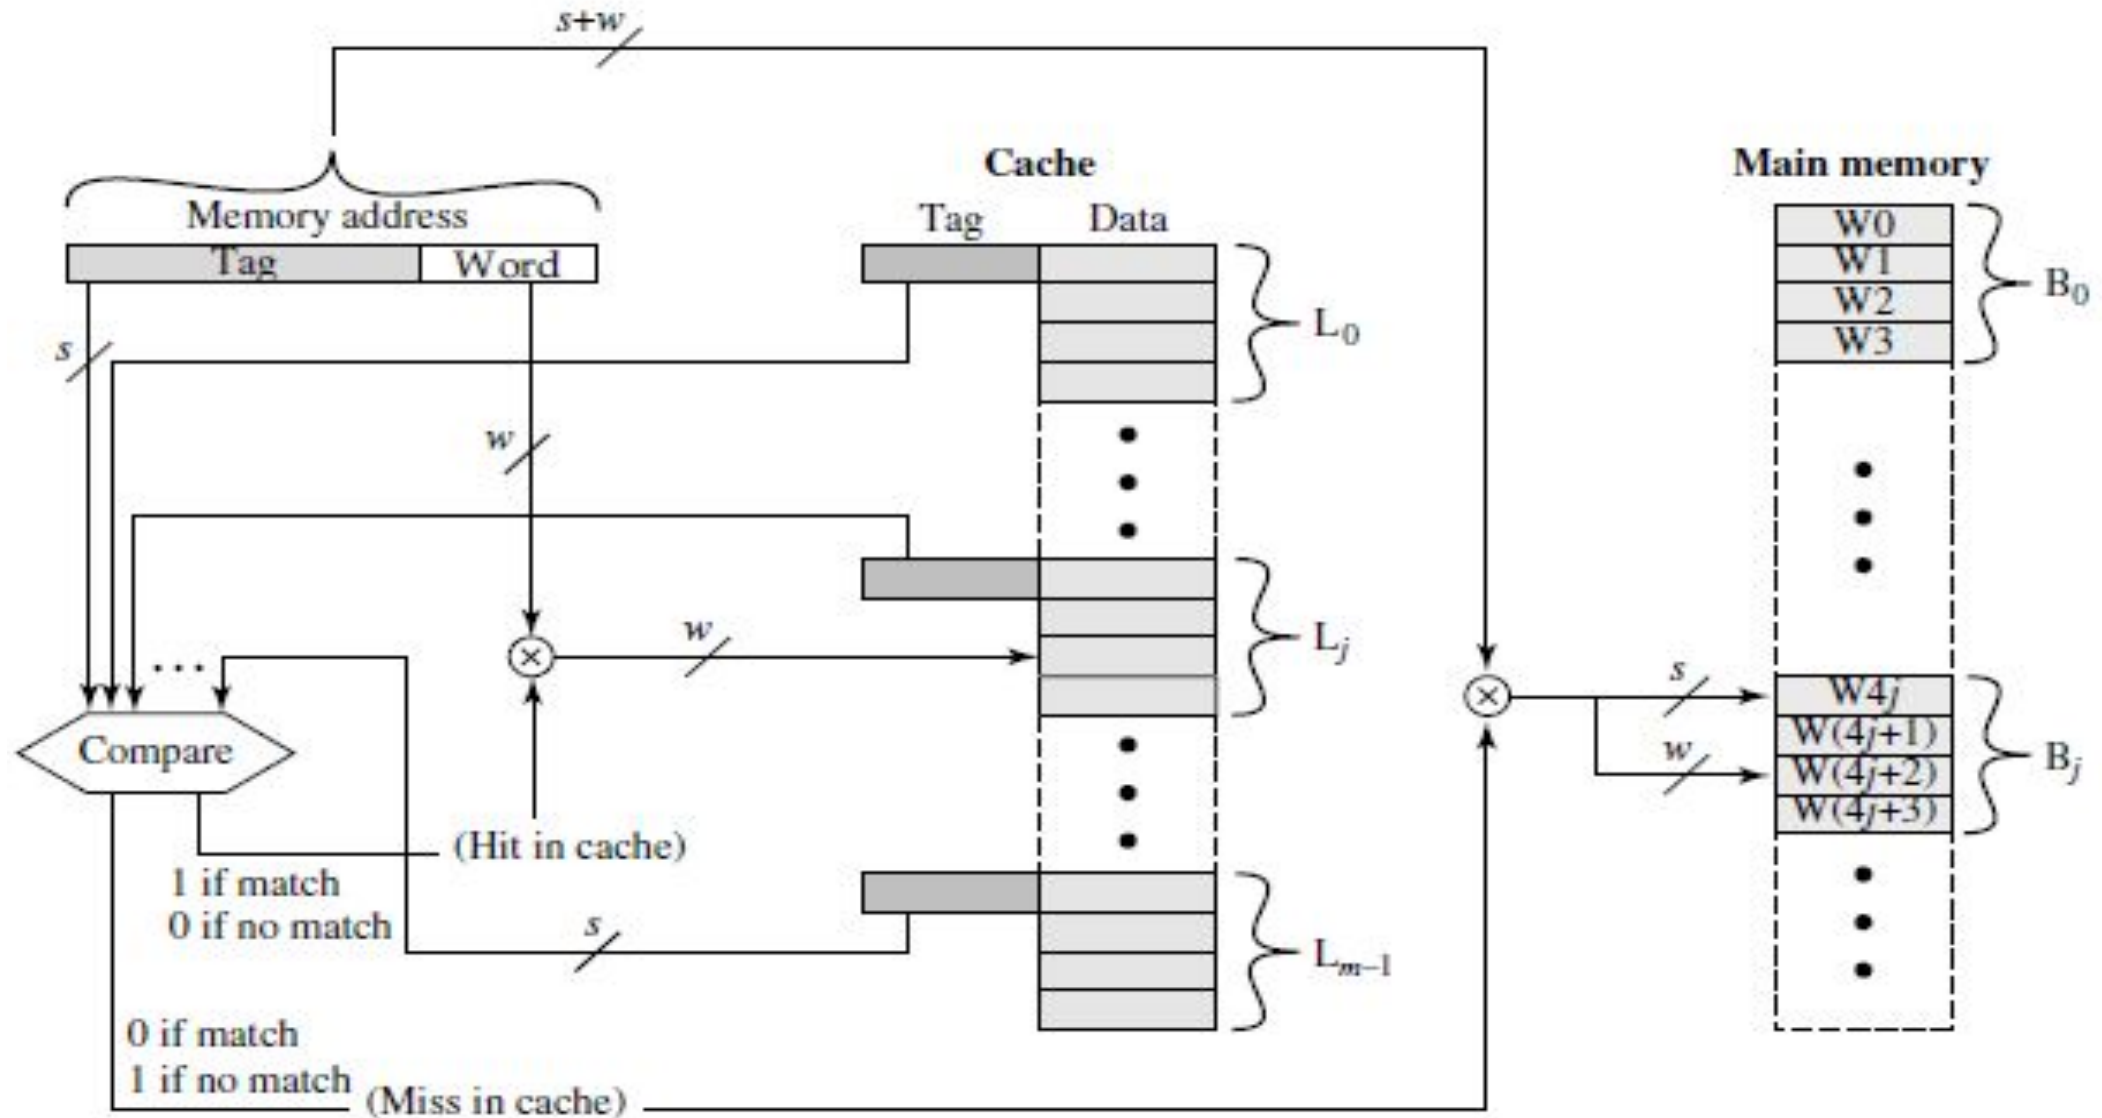 s+w
Cache
Main memory
Memory address
Tag Data
Tag Word
W0
W1
W2
W3
B0
L0
s
w
Lj
w
s
W4j
W(4j+1)
w
W(4j+2)
W(4j+3)
Bj
...
Compare
(Hit in cache)
1 if match
0 if no match
s
Lm–1
0 if match
1 if no match
(Miss in cache)